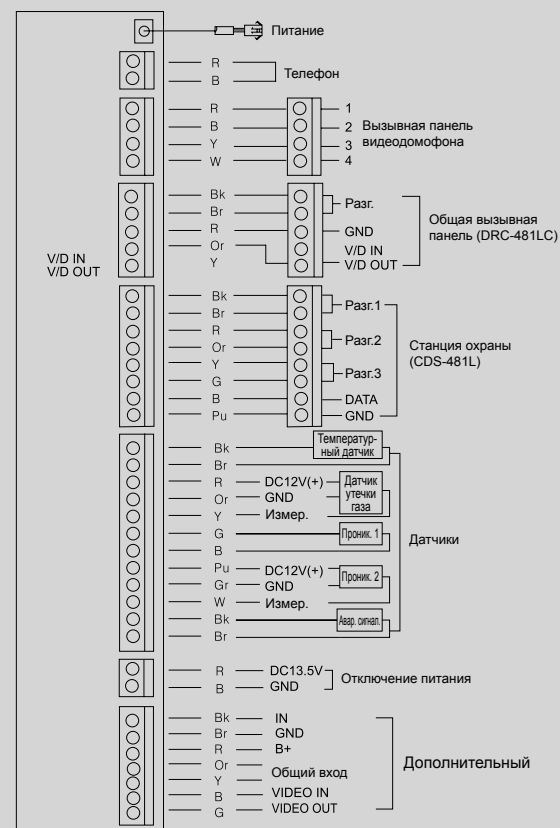 Питание
R
B
Телефон
R 1
B 2
Y 3
W 4
Вызывная панель
видеодомофона
Bk
Br
R
Or
Y
Разг.
GND
V/D IN
V/D OUT
Общая вызывная
панель (DRC-481LC)
V/D IN
V/D OUT
Bk
Br
R
Or
Y
G
B
Pu
Разг.1
Разг.2
Разг.3
DATA
GND
Станция охраны
(CDS-481L)
Bk
Br
Температур-
ный датчик
R DC12V(+)
Or GND
Y Измер.
Датчик
утечки
газа
G
B
Проник. 1
Pu DC12V(+)
Gr GND
W Измер.
Проник. 2
Bk
Br
Авар. сигнал.
Датчики
R DC13.5V
B GND
Отключение питания
Bk IN
Br GND
R B+
Or
Y
Общий вход
B VIDEO IN
G VIDEO OUT
Дополнительный